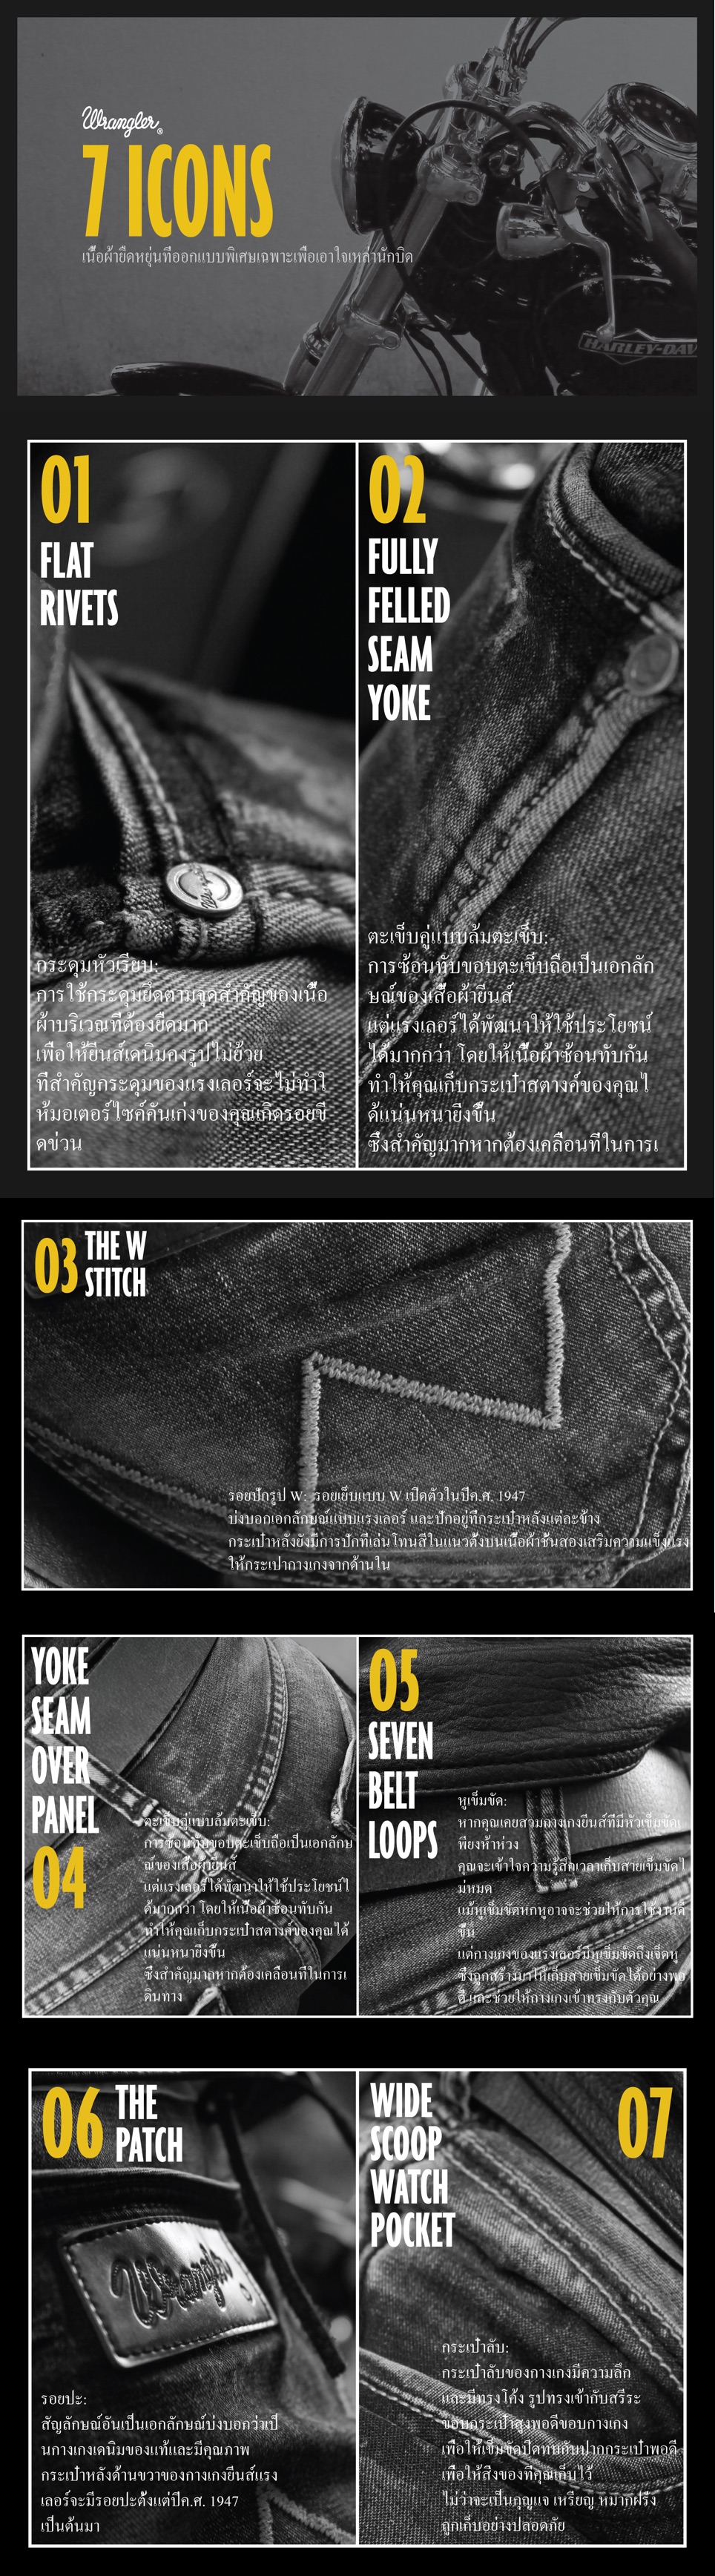 Wrangler®
7 ICONS
เนื้อผ้ายืดหยุ่นที่ออกแบบพิเศษเฉพาะเพื่อเอาใจเหล่านักบิด
HARLEY-DAV
01
FLAT
RIVETS
กระดุมหัวเรียบ:
การใช้กระดุมยึดตามจุดสำคัญของเนื้อ
ผ้าบริเวณที่ต้องยืดมาก
เพื่อให้ยีนส์เดนิมคงรูปไม่ย้วย
ที่สำคัญกระดุมของแรงเลอร์จะไม่ทำใ
ห้มอเตอร์ไซค์คันเก่งของคุณเกิดรอยขี
ดข่วน
02
FULLY
FELLED
SEAM
YOKE
ตะเข็บคู่แบบล้มตะเข็บ:
การซ้อนทับขอบตะเข็บถือเป็นเอกลัก
ษณ์ของเสื้อผ้ายีนส์
แต่แรงเลอร์ได้พัฒนาให้ใช้ประโยชน์
ได้มากกว่า โดยให้เนื้อผ้าซ้อนทับกัน
ทำให้คุณเก็บกระเป๋าสตางค์ของคุณไ
ด้แน่นหนายิ่งขึ้น
ซึ่งสำคัญมากหากต้องเคลื่อนที่ในการเ
03
THE W
STITCH
รอยปักรูป W: รอยเย็บแบบ W เปิดตัวในปีค.ศ. 1947
บ่งบอกเอกลักษณ์แบบแรงเลอร์ และปักอยู่ที่กระเป๋าหลังแต่ละข้าง
กระเป๋าหลังยังมีการปักที่เล่นโทนสีในแนวตั้งบนเนื้อผ้าชั้นสองเสริมความแข็งแรง
ให้กระเป๋ากางเกงจากด้านใน
YOKE
SEAM
OVER
PANEL
04
ตะเข็บคู่แบบล้มตะเข็บ:
การซ้อนทับขอบตะเข็บถือเป็นเอกลักษ
ณ์ของเสื้อผ้ายีนส์
แต่แรงเลอร์ได้พัฒนาให้ใช้ประโยชน์ไ
ด้มากกว่า โดยให้เนื้อผ้าซ้อนทับกัน
ทำให้คุณเก็บกระเป๋าสตางค์ของคุณได้
แน่นหนายิ่งขึ้น
ซึ่งสำคัญมากหากต้องเคลื่อนที่ในการเ
ดินทาง
05
SEVEN
BELT
LOOPS
หูเข็มขัด:
หากคุณเคยสวมกางเกงยีนส์ที่มีหัวเข็มขัดเ
พียงห้าห่วง
คุณจะเข้าใจความรู้สึกเวลาเก็บสายเข็มขัดไ
ม่หมด
แม้หูเข็มขัดหกหูอาจจะช่วยให้การใช้งานดี
ขึ้น
แต่กางเกงของแรงเลอร์มีหูเข็มขัดถึงเจ็ดหู
ซึ่งถูกสร้างมาให้เก็บสายเข็มขัดได้อย่างพอ
ดี และช่วยให้กางเกงเข้าทรงกับตัวคุณ
06
THE
PATCH
Wrangler
รอยปะ:
สัญลักษณ์อันเป็นเอกลักษณ์บ่งบอกว่าเป็
นกางเกงเดนิมของแท้และมีคุณภาพ
กระเป๋าหลังด้านขวาของกางเกงยีนส์แรง
เลอร์จะมีรอยปะตั้งแต่ปีค.ศ. 1947
เป็นต้นมา
WIDE
SCOOP
WATCH
POCKET
07
กระเป๋าลับ:
กระเป๋าลับของกางเกงมีความลึก
และมีทรงโค้ง รูปทรงเข้ากับสรีระ
ขอบกระเป๋าสูงพอดีขอบกางเกง
เพื่อให้เข็มขัดปิดทับกับปากกระเป๋าพอดี
เพื่อให้สิ่งของที่คุณเก็บไว้
ไม่ว่าจะเป็นกุญแจ เหรียญ หมากฝรั่ง
ถูกเก็บอย่างปลอดภัย